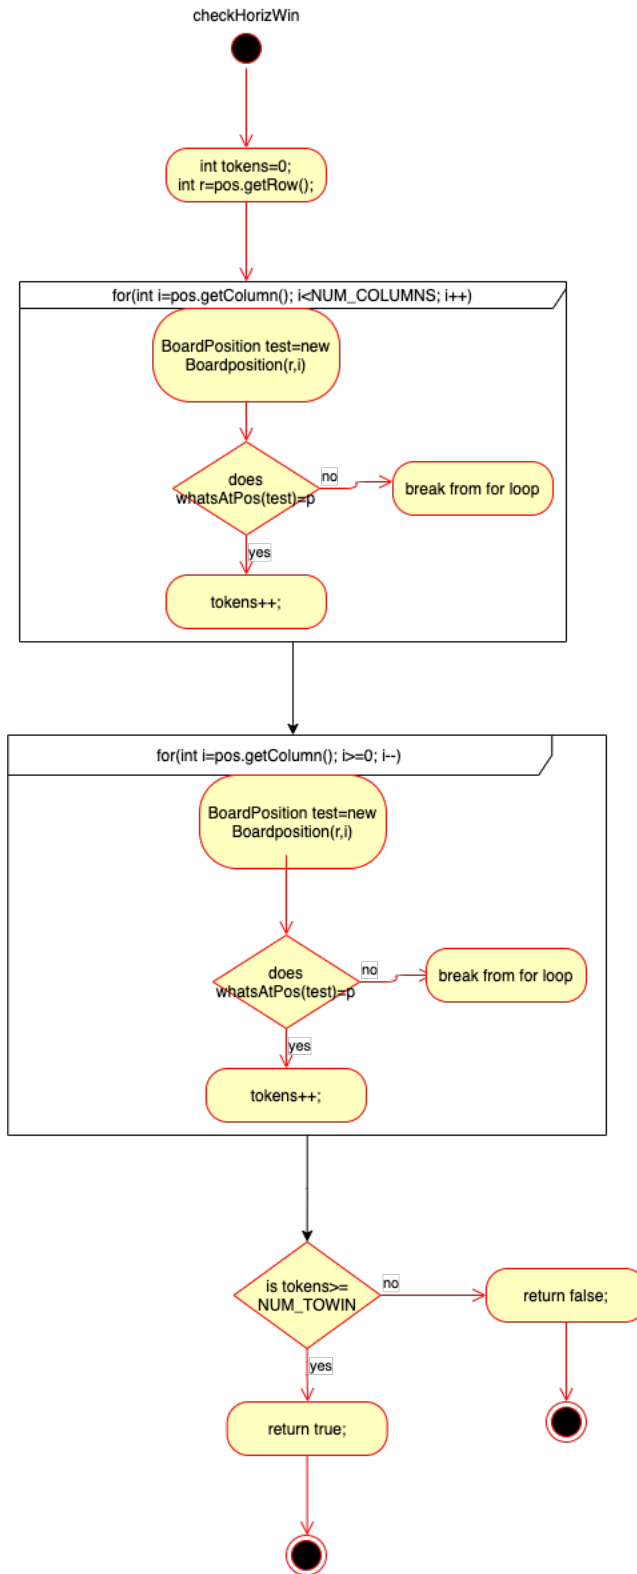 checkHorizWin
int tokens=0;
int r=pos.getRow();
for(int i=pos.getColumn(); i<NUM_COLUMNS; i++)
BoardPosition test=new
Boardposition(r,i)
does
whatsAtPos(test)=p
no
break from for loop
yes
tokens++;
for(int i=pos.getColumn(); i>=0; i--)
BoardPosition test=new
Boardposition(r,i)
does
whatsAtPos(test)=p
no
break from for loop
yes
tokens++;
is tokens>=
NUM_TOWIN
no
return false;
yes
return true;